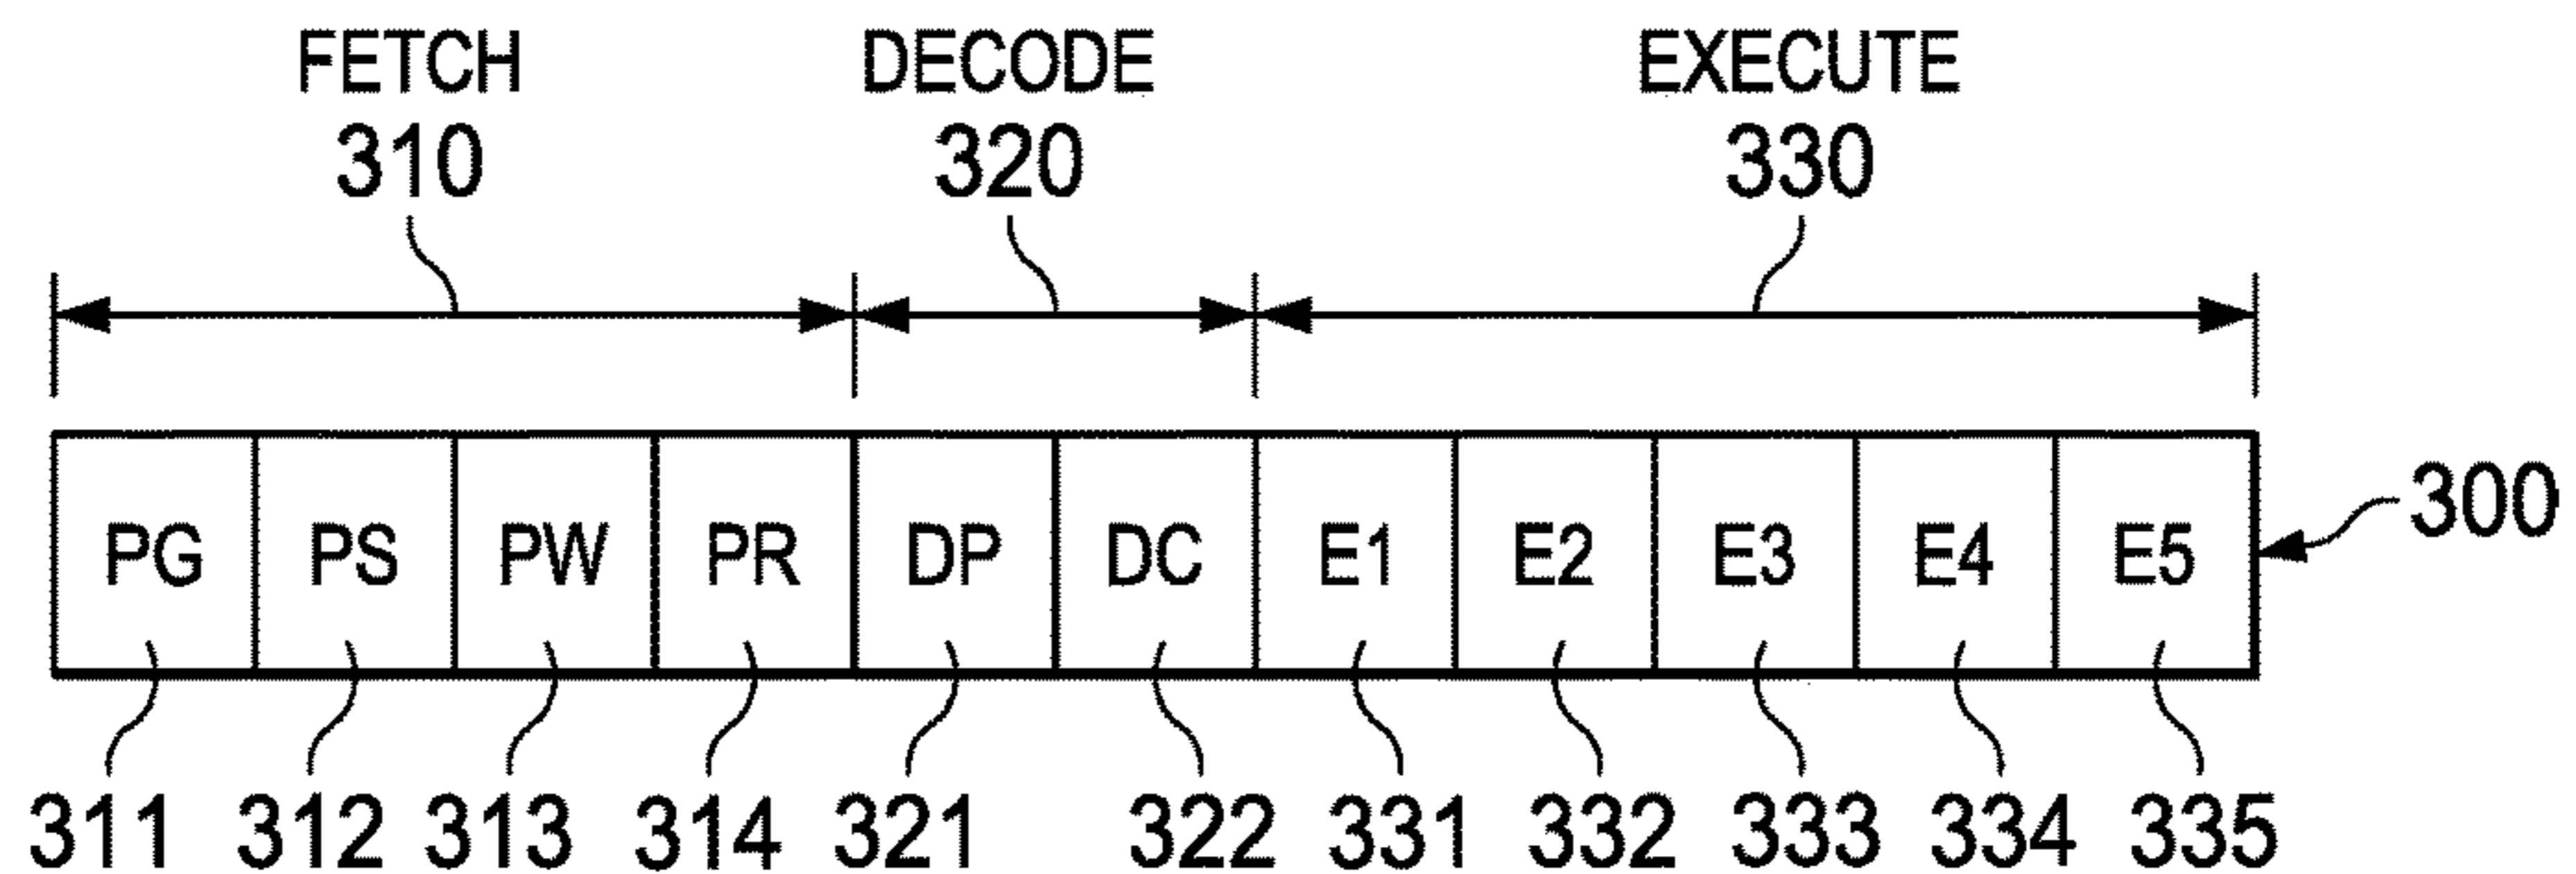 FETCH DECODE EXECUTE
310 320 330
PG PS PW PR DP DC E1 E2 E3 E4 E5 300
311 312 313 314 321 322 331 332 333 334 335